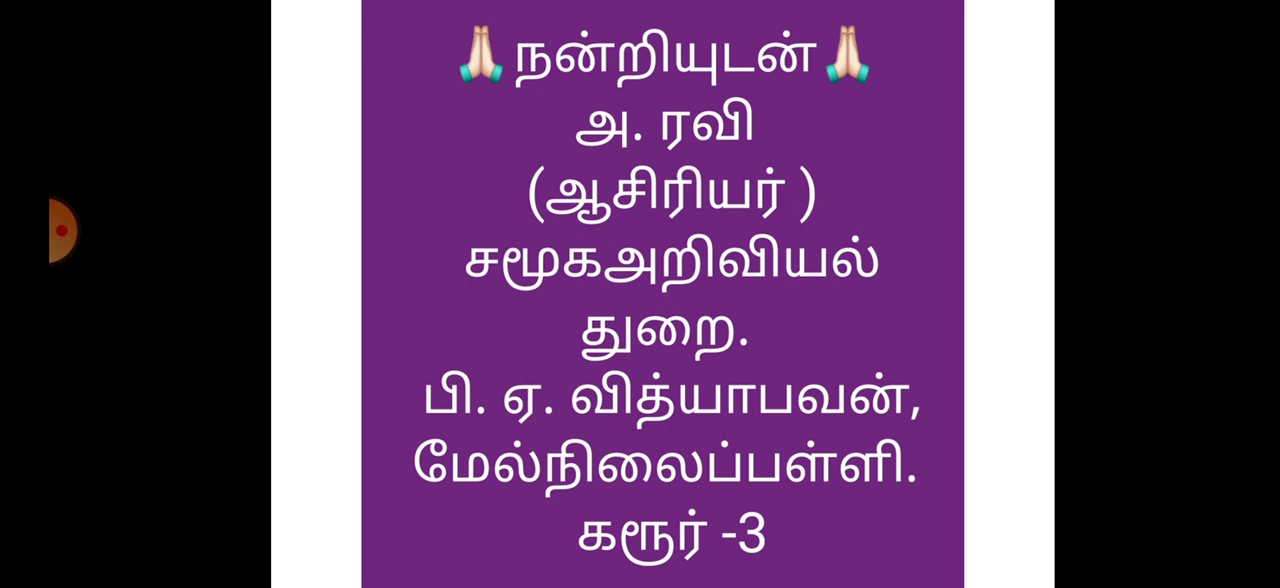 🙏🏻நன்றியுடன்🙏🏻
அ. ரவி
(ஆசிரியர் )
சமூகஅறிவியல்
துறை.
பி. ஏ. வித்யாபவன்,
மேல்நிலைப்பள்ளி.
கரூர் -3